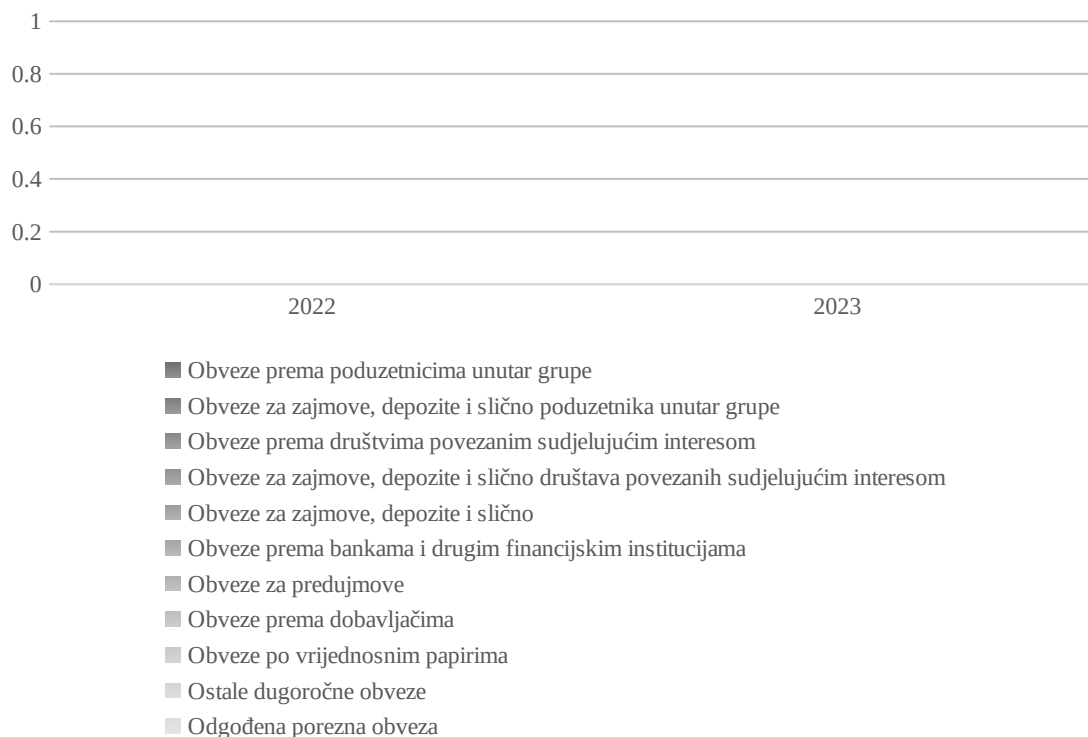 1
0.8
0.6
0.4
0.2
0
2022 2023
Obveze prema poduzetnicima unutar grupe
Obveze za zajmove, depozite i slično poduzetnika unutar grupe
Obveze prema društvima povezanim sudjelujućim interesom
Obveze za zajmove, depozite i slično društava povezanih sudjelujućim interesom
Obveze za zajmove, depozite i slično
Obveze prema bankama i drugim financijskim institucijama
Obveze za predujmove
Obveze prema dobavljačima
Obveze po vrijednosnim papirima
Ostale dugoročne obveze
Odgođena porezna obveza